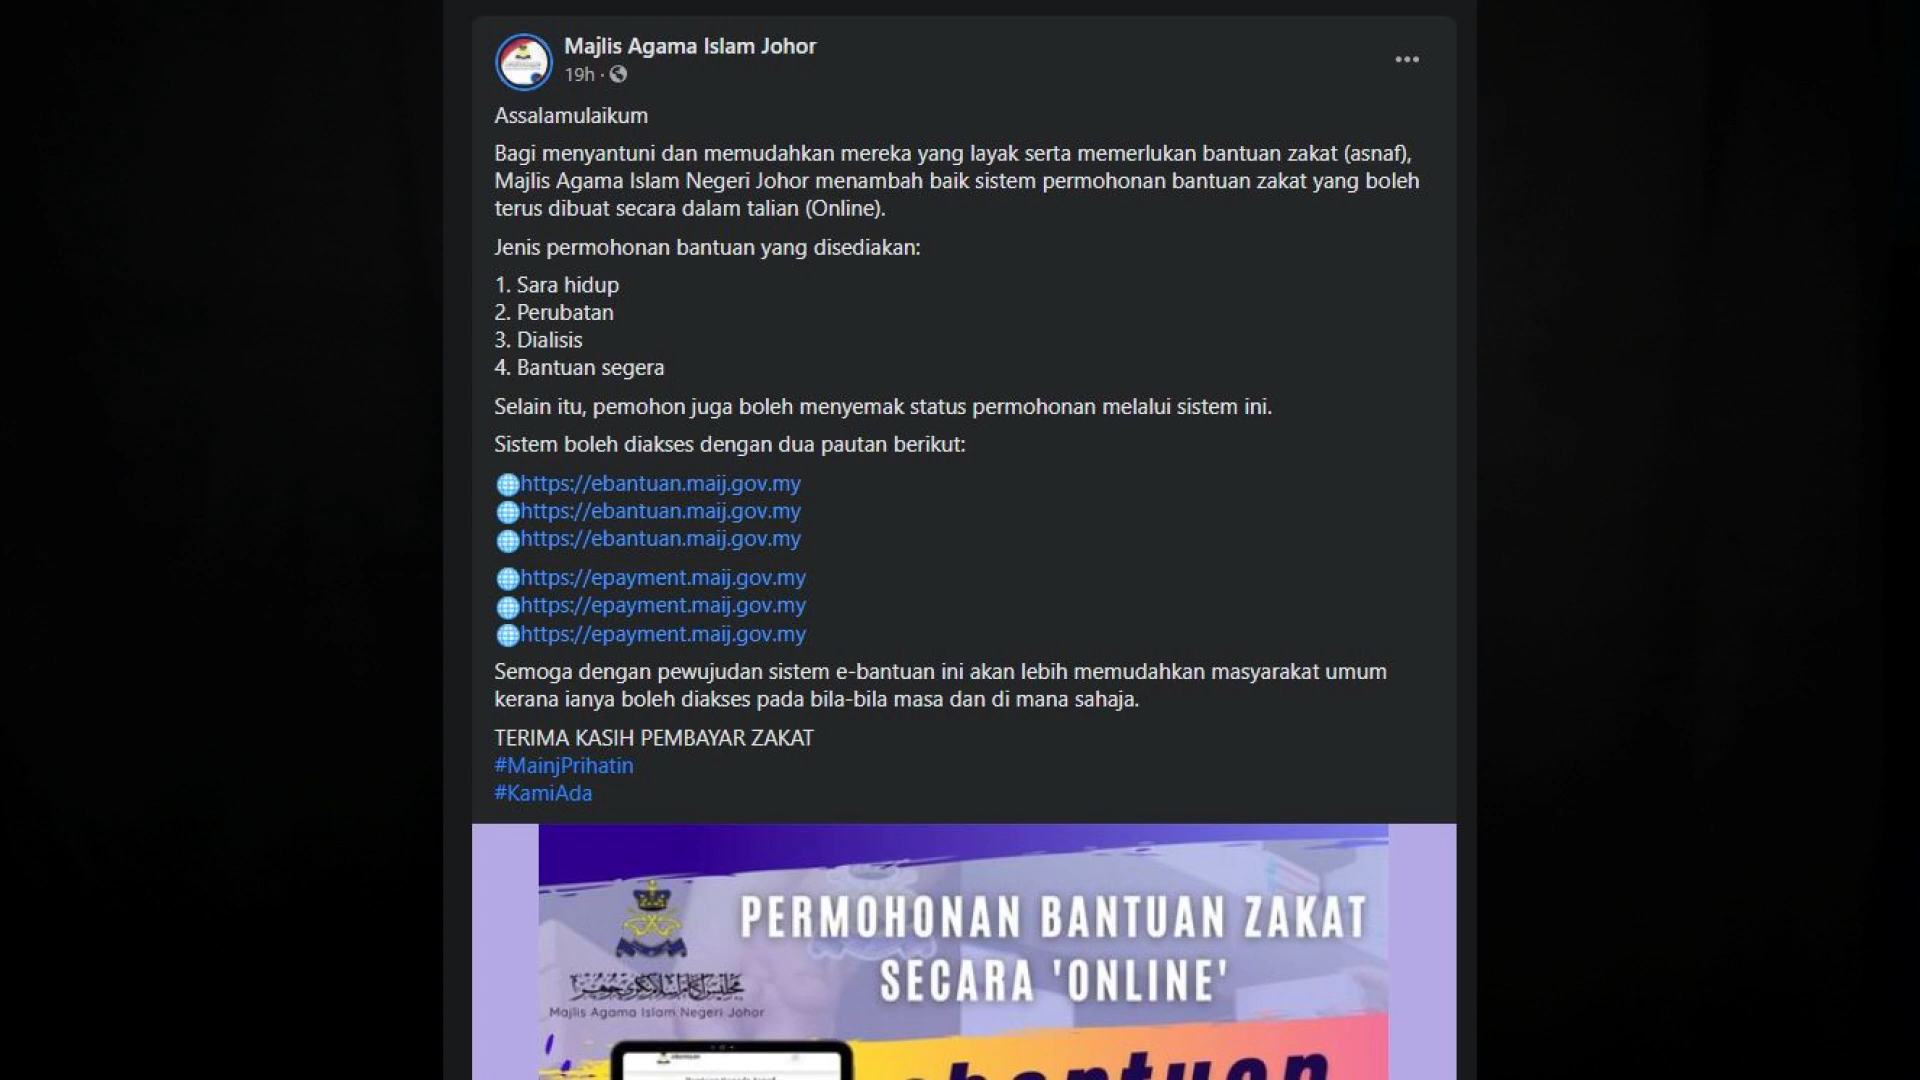 Majlis Agama Islam Johor
19h ·
Assalamulaikum
Bagi menyantuni dan memudahkan mereka yang layak serta memerlukan bantuan zakat (asnaf),
Majlis Agama Islam Negeri Johor menambah baik sistem permohonan bantuan zakat yang boleh
terus dibuat secara dalam talian (Online).
Jenis permohonan bantuan yang disediakan:
1. Sara hidup
2. Perubatan
3. Dialisis
4. Bantuan segera
Selain itu, pemohon juga boleh menyemak status permohonan melalui sistem ini.
Sistem boleh diakses dengan dua pautan berikut:
https://ebantuan.maij.gov.my
https://ebantuan.maij.gov.my
https://ebantuan.maij.gov.my
https://epayment.maij.gov.my
https://epayment.maij.gov.my
https://epayment.maij.gov.my
Semoga dengan pewujudan sistem e-bantuan ini akan lebih memudahkan masyarakat umum
kerana ianya boleh diakses pada bila-bila masa dan di mana sahaja.
TERIMA KASIH PEMBAYAR ZAKAT
#MainjPrihatin
#KamiAda
PERMOHONAN BANTUAN ZAKAT
SECARA 'ONLINE'
مجلس اڬام اسلام نڬري جوهر
Majlis Agama Islam Negeri Johor
ebantuan